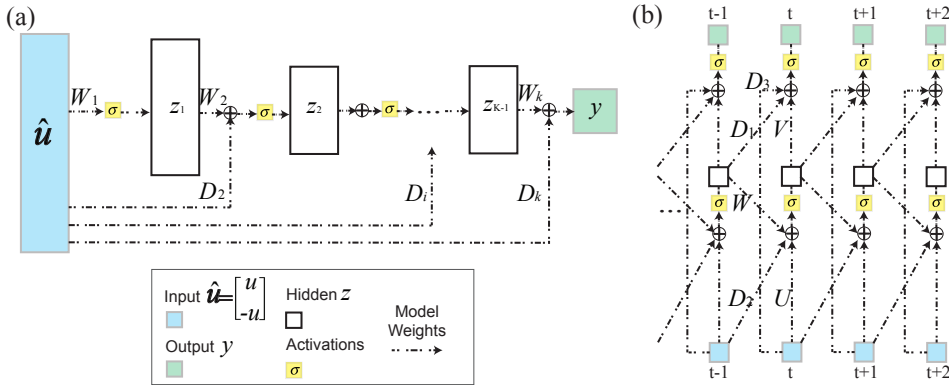 (a)
û
W1
σ
z1
W2
σ
z2
σ
zK-1
Wk
y
D2
Di
Dk
Input û=[u -u]
Hidden z
Output y
Activations
σ
Model
Weights
(b)
t-1 t t+1 t+2
σ σ σ σ
D3
D1 V
σ σ σ σ
W
D2 U
t-1 t t+1 t+2